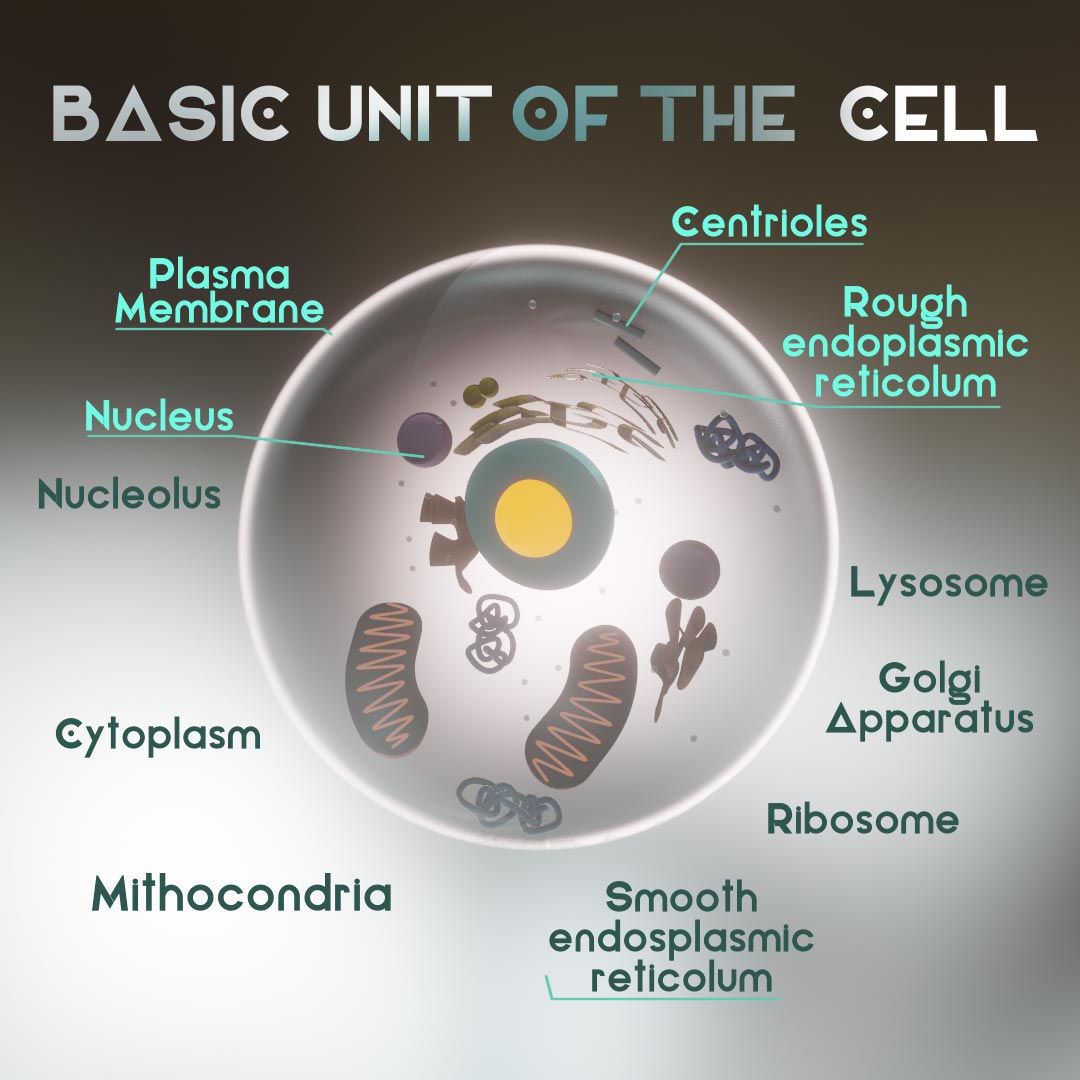 BASIC UNIT OF THE CELL
Centrioles
Plasma
Membrane
Rough
endoplasmic
reticolum
Nucleus
Nucleolus
Lysosome
Golgi
Apparatus
Cytoplasm
Ribosome
Mithocondria
Smooth
endosplasmic
reticolum